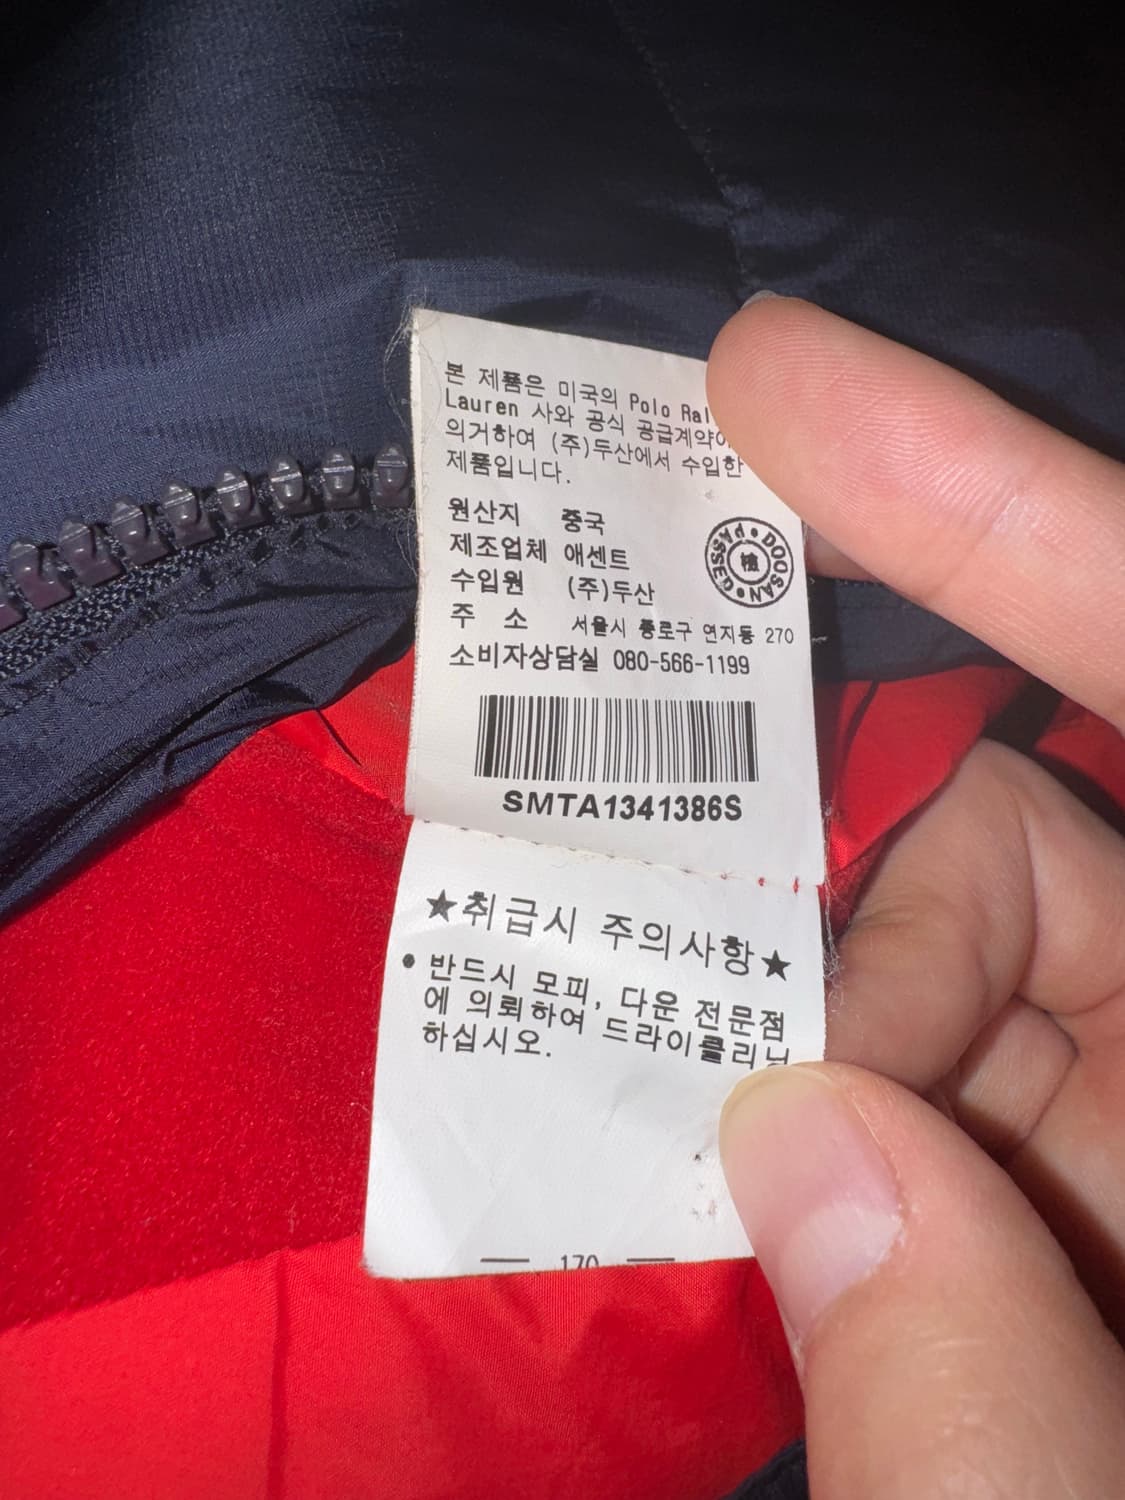 본 제품은 미국의 Polo
Lauren 사와 공식 공급계약
의거하여 (주)두산에서 수입한
제품입니다.
원산지 중국
제조업체 애센트
수입원 (주)두산
주 소 서울시 종로구 연지동 270
소비자상담실 080-566-1199
DOOSAN PASSED
檢
SMTA1341386S
★취급시 주의사항★
• 반드시 모피, 다운 전문점
에 의뢰하여 드라이클리닝
하십시오.
170